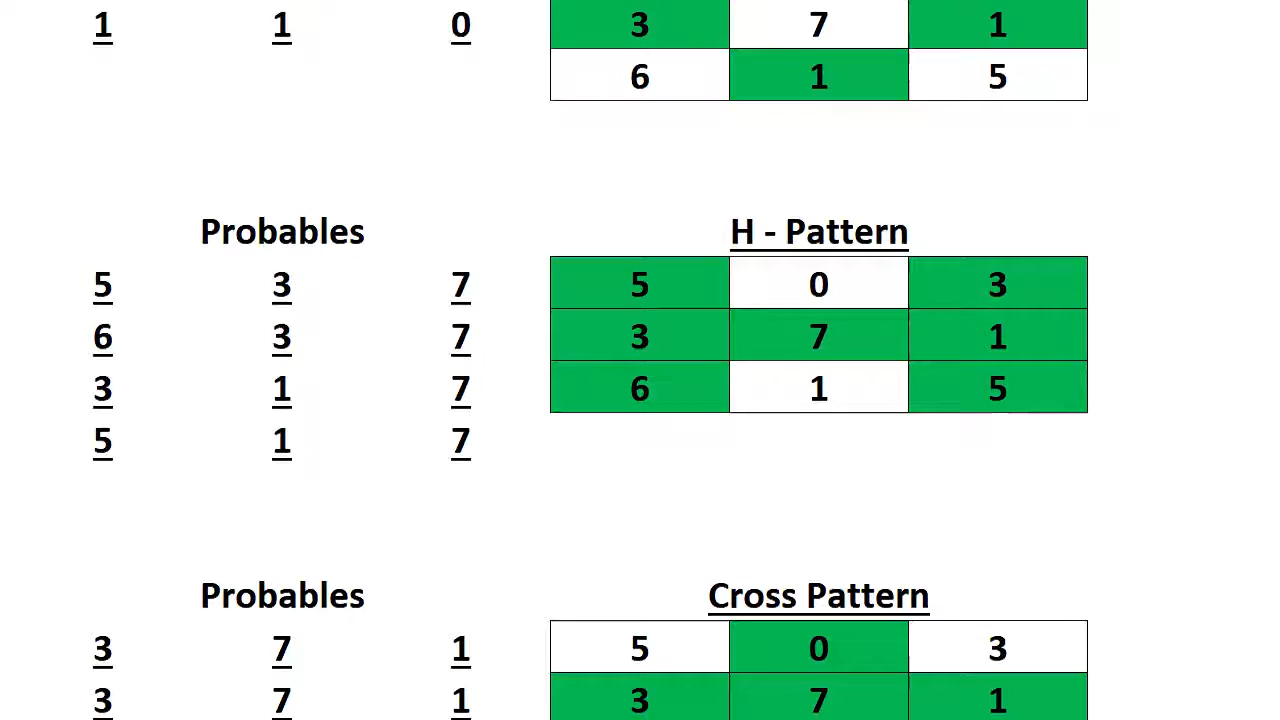 1 1 0 3 7 1
6 1 5
Probables H - Pattern
5 3 7 5 0 3
6 3 7 3 7 1
3 1 7 6 1 5
5 1 7
Probables Cross Pattern
3 7 1 5 0 3
3 7 1 3 7 1